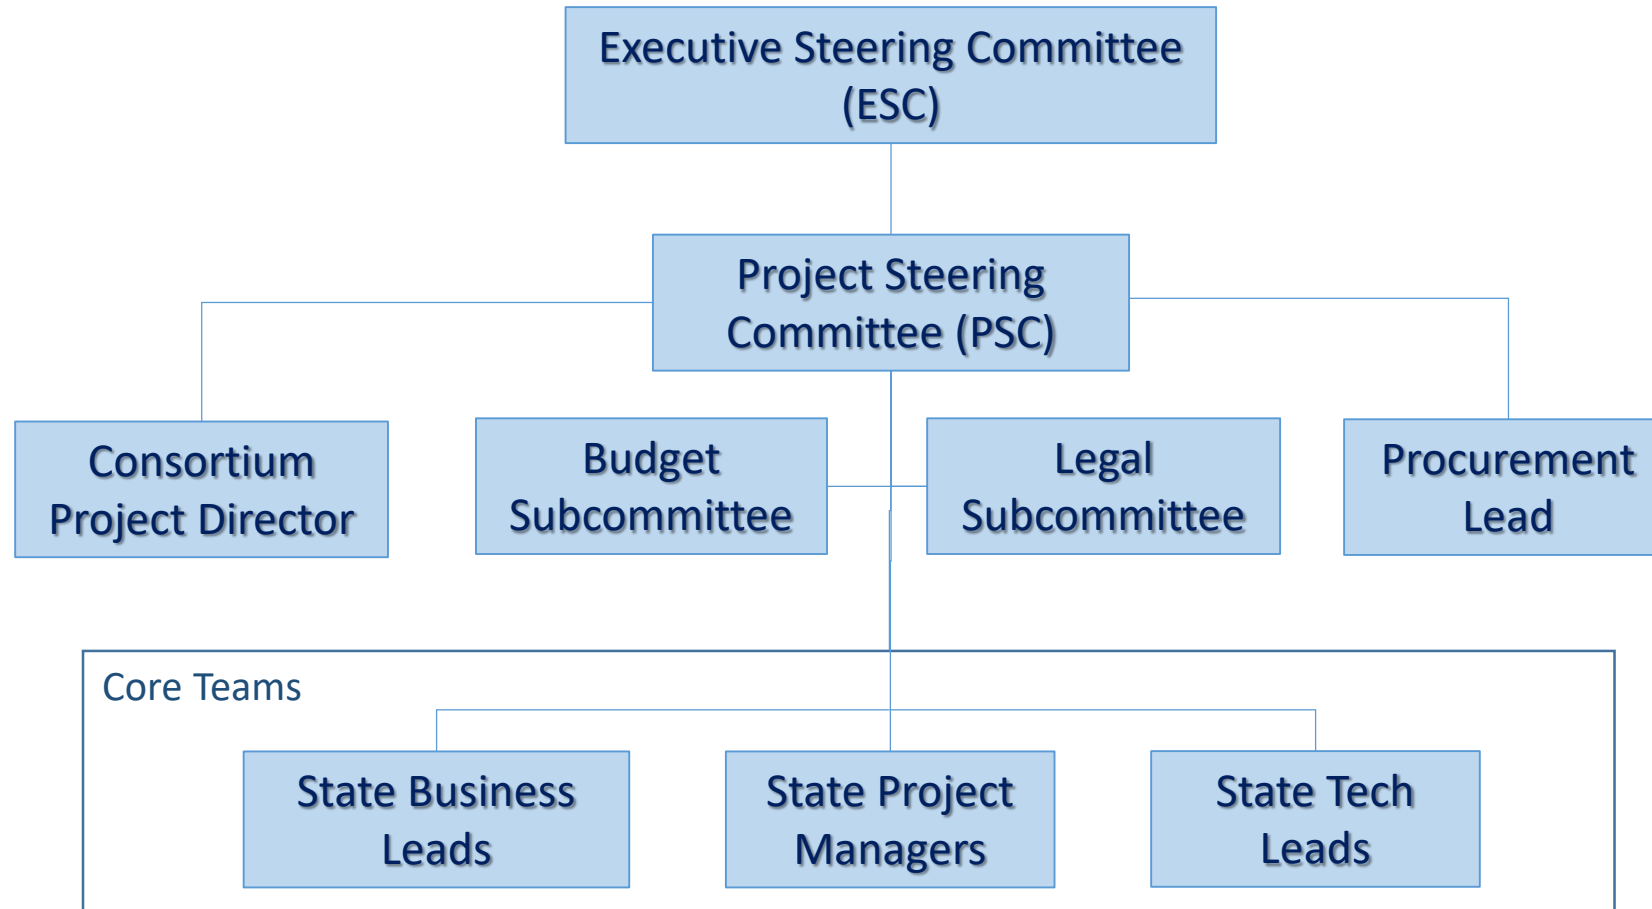 Executive Steering Committee
(ESC)
Project Steering
Committee (PSC)
Consortium
Project Director
Budget
Subcommittee
Legal
Subcommittee
Procurement
Lead
Core Teams
State Business
Leads
State Project
Managers
State Tech
Leads